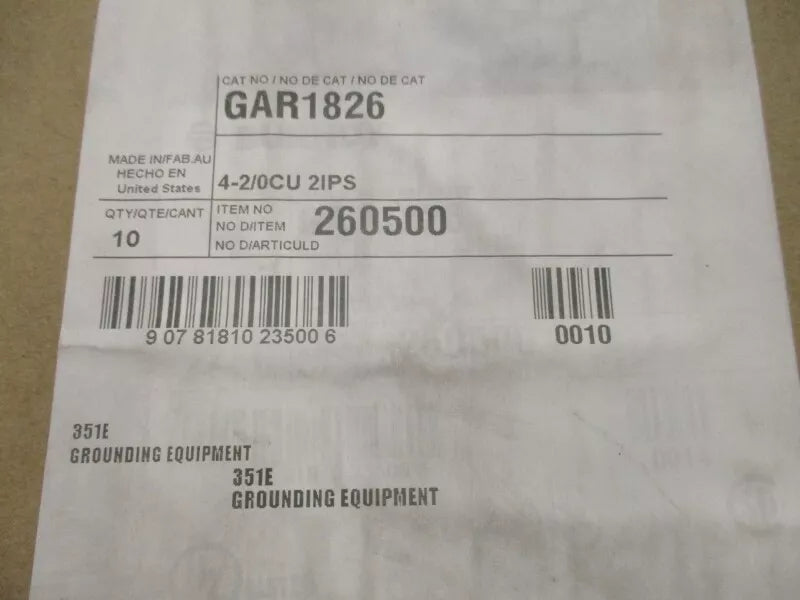 CAT NO / NO DE CAT / NO DE CAT
GAR1826
MADE IN/FAB.AU
HECHO EN
United States
4-2/0CU 2IPS
QTY/QTE/CANT
10
ITEM NO
NO D/ITEM
NO D/ARTICULD
260500
9 07 81810 23500 6
0010
351E
GROUNDING EQUIPMENT
351E
GROUNDING EQUIPMENT